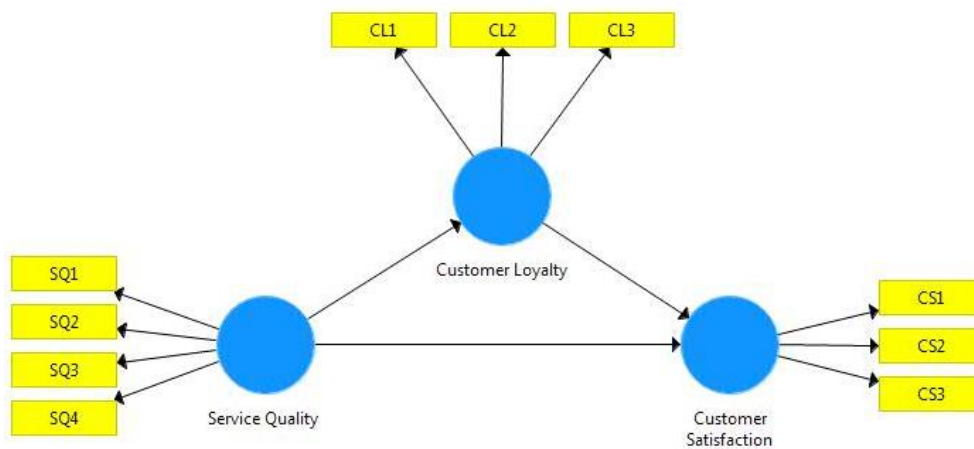 CL1
CL2
CL3
Customer Loyalty
SQ1
SQ2
SQ3
SQ4
Service Quality
CS1
CS2
CS3
Customer
Satisfaction